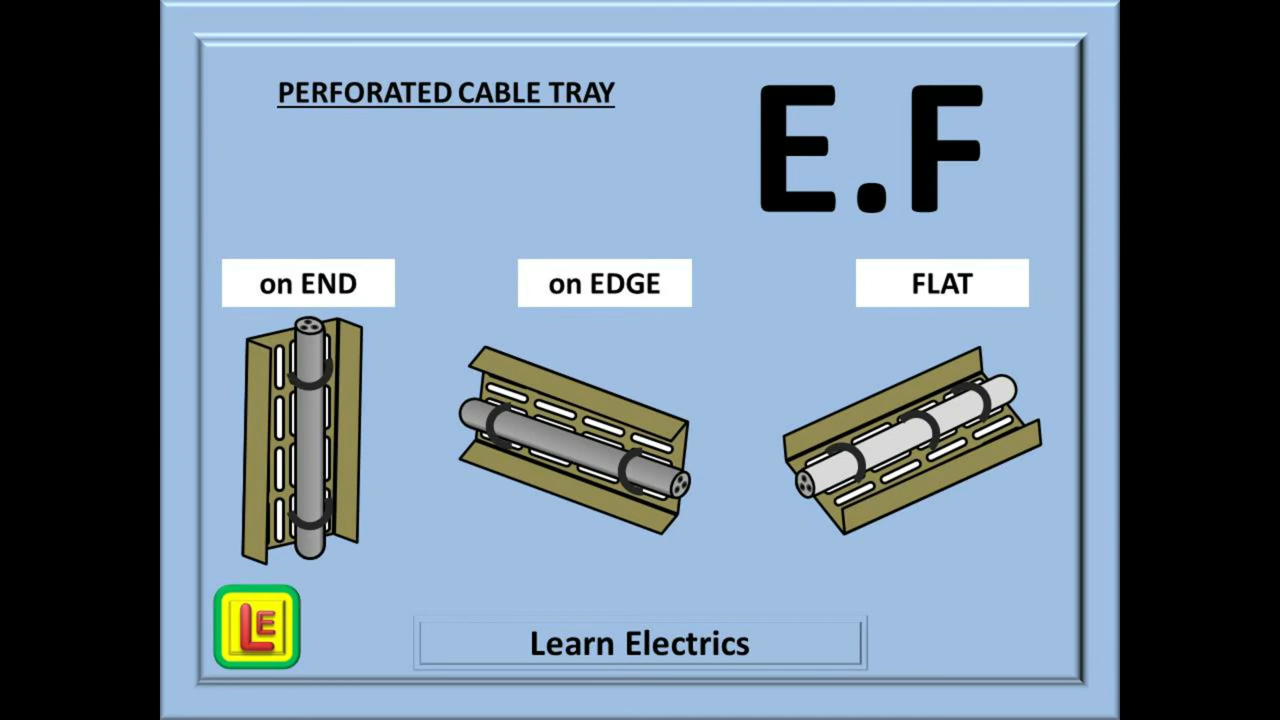 PERFORATED CABLE TRAY
E.F
on END
on EDGE
FLAT
LE
Learn Electrics